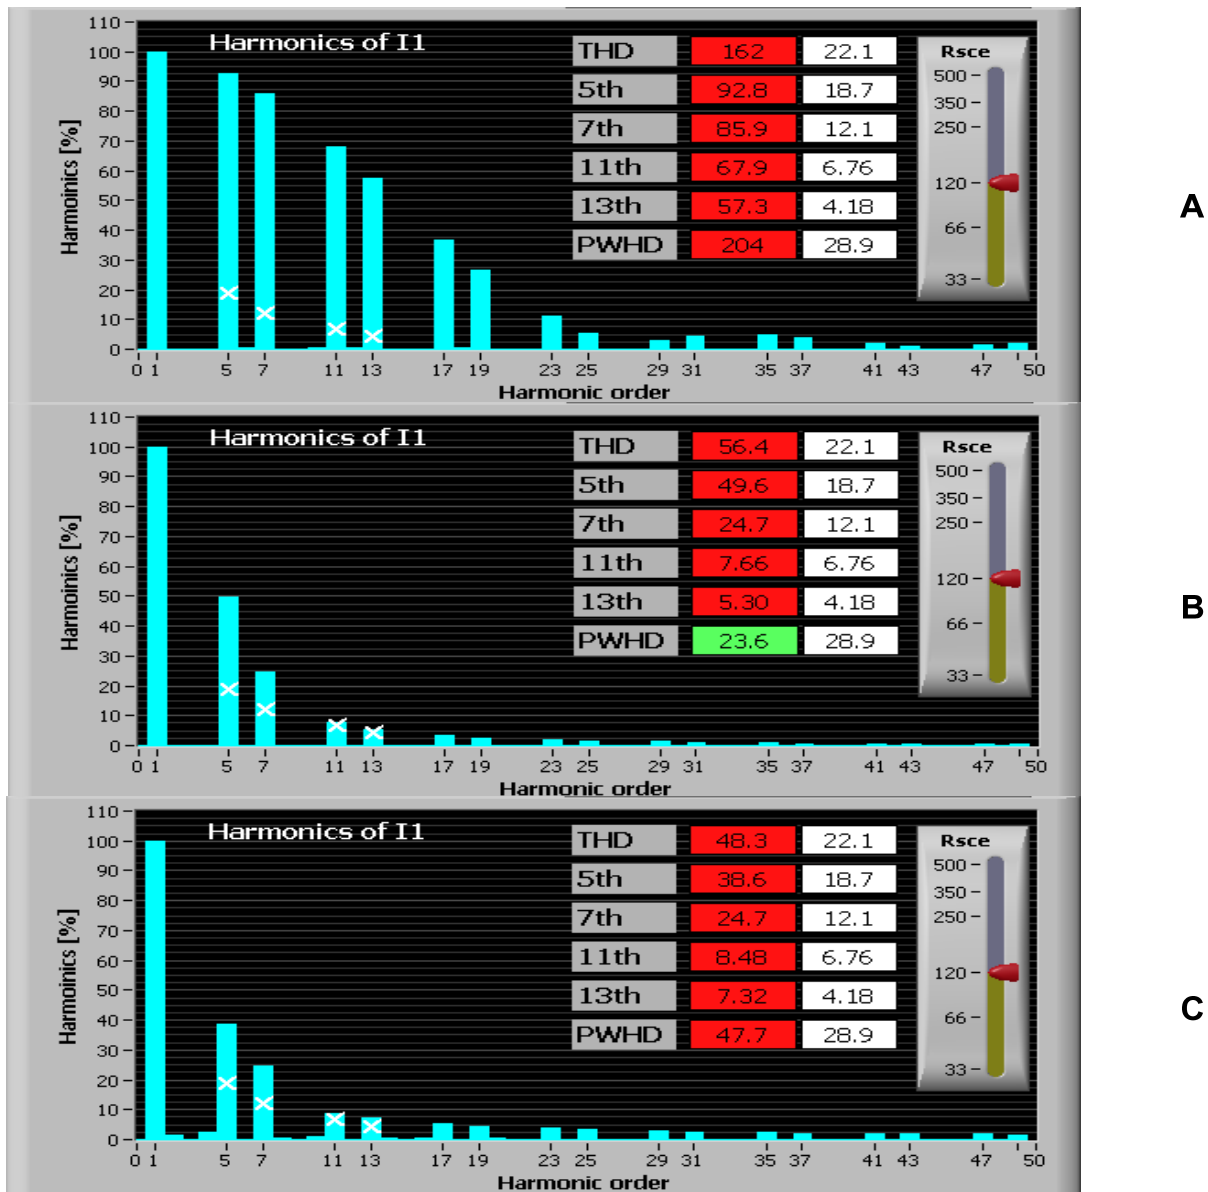 Harmonics of I1
Harmoinics [%]
110
100
90
80
70
60
50
40
30
20
10
0
THD 162 22.1
5th 92.8 18.7
7th 85.9 12.1
11th 67.9 6.76
13th 57.3 4.18
PWHD 204 28.9
Rsce
500
350
250
120
66
33
0 1 5 7 11 13 17 19 23 25 29 31 35 37 41 43 47 50
Harmonic order
A
Harmonics of I1
Harmoinics [%]
110
100
90
80
70
60
50
40
30
20
10
0
THD 56.4 22.1
5th 49.6 18.7
7th 24.7 12.1
11th 7.66 6.76
13th 5.30 4.18
PWHD 23.6 28.9
Rsce
500
350
250
120
66
33
0 1 5 7 11 13 17 19 23 25 29 31 35 37 41 43 47 50
Harmonic order
B
Harmonics of I1
Harmoinics [%]
110
100
90
80
70
60
50
40
30
20
10
0
THD 48.3 22.1
5th 38.6 18.7
7th 24.7 12.1
11th 8.48 6.76
13th 7.32 4.18
PWHD 47.7 28.9
Rsce
500
350
250
120
66
33
0 1 5 7 11 13 17 19 23 25 29 31 35 37 41 43 47 50
Harmonic order
C